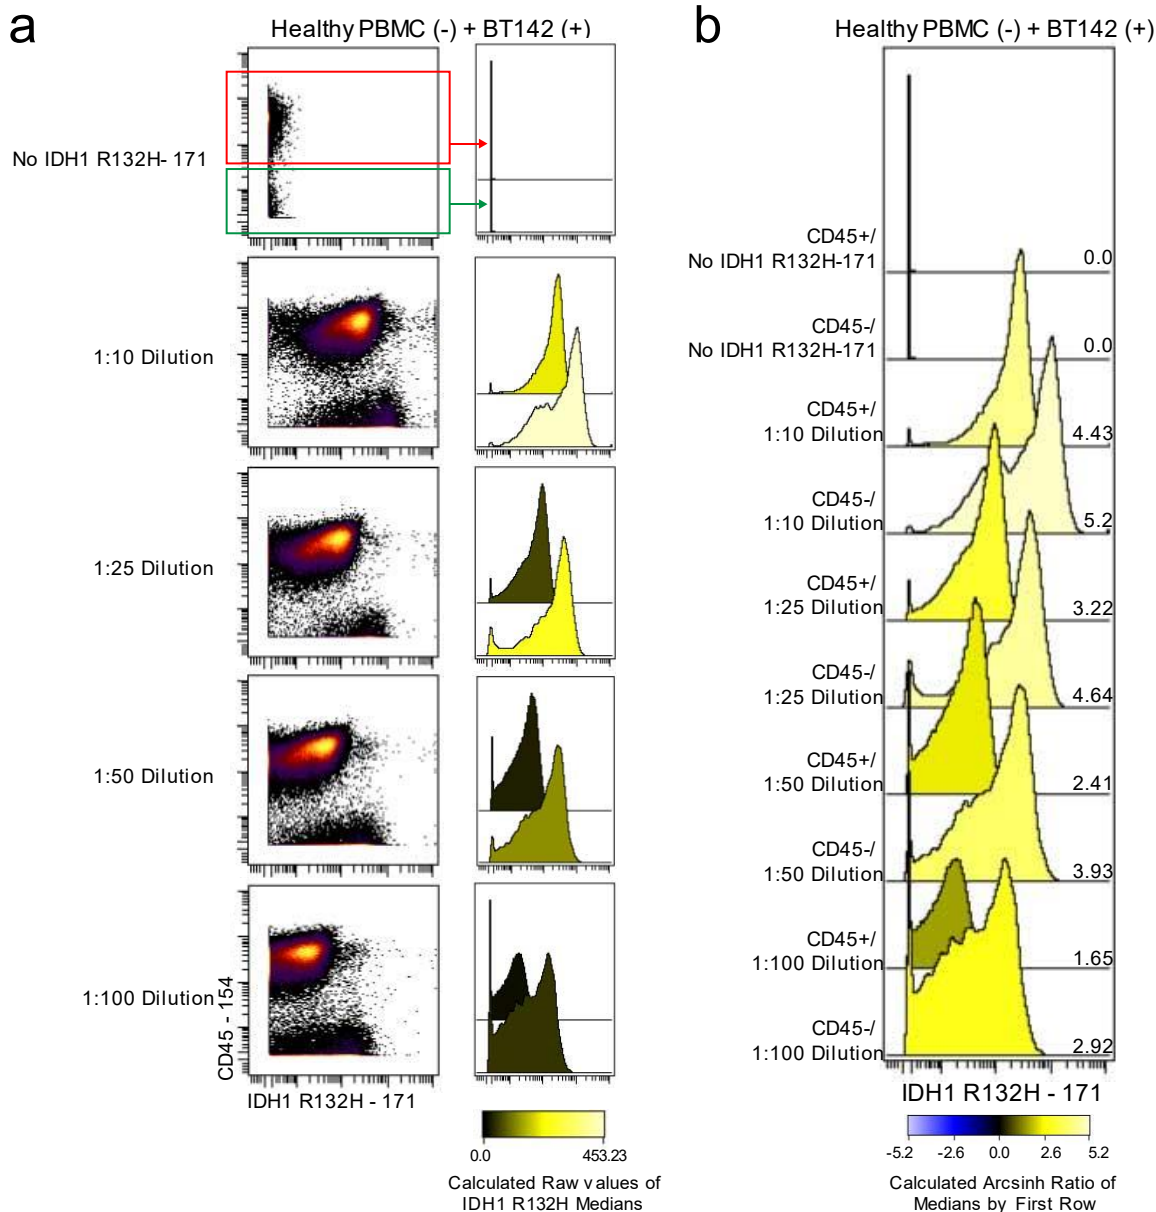 a
Healthy PBMC (-) + BT142 (+)
No IDH1 R132H- 171
1:10 Dilution
1:25 Dilution
1:50 Dilution
1:100 Dilution
CD45 - 154
IDH1 R132H - 171
0.0
453.23
Calculated Raw values of
IDH1 R132H Medians
b
Healthy PBMC (-) + BT142 (+)
CD45+/
No IDH1 R132H-171
0.0
CD45-/
No IDH1 R132H-171
0.0
CD45+/
1:10 Dilution
4.43
CD45-/
1:10 Dilution
5.2
CD45+/
1:25 Dilution
3.22
CD45-/
1:25 Dilution
4.64
CD45+/
1:50 Dilution
2.41
CD45-/
1:50 Dilution
3.93
CD45+/
1:100 Dilution
1.65
CD45-/
1:100 Dilution
2.92
IDH1 R132H - 171
-5.2 -2.6 0.0 2.6 5.2
Calculated Arcsinh Ratio of
Medians by First Row